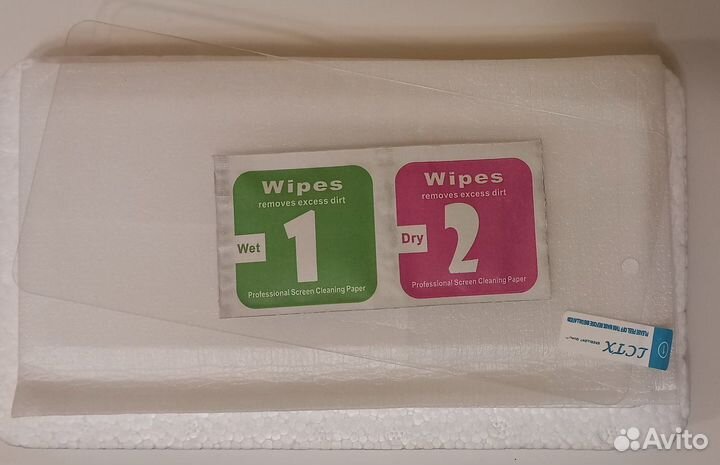 Wipes
removes excess dirt
Wet
1
Professional Screen Cleaning Paper
Wipes
removes excess dirt
Dry
2
Professional Screen Cleaning Paper
LCTX
1
Avito